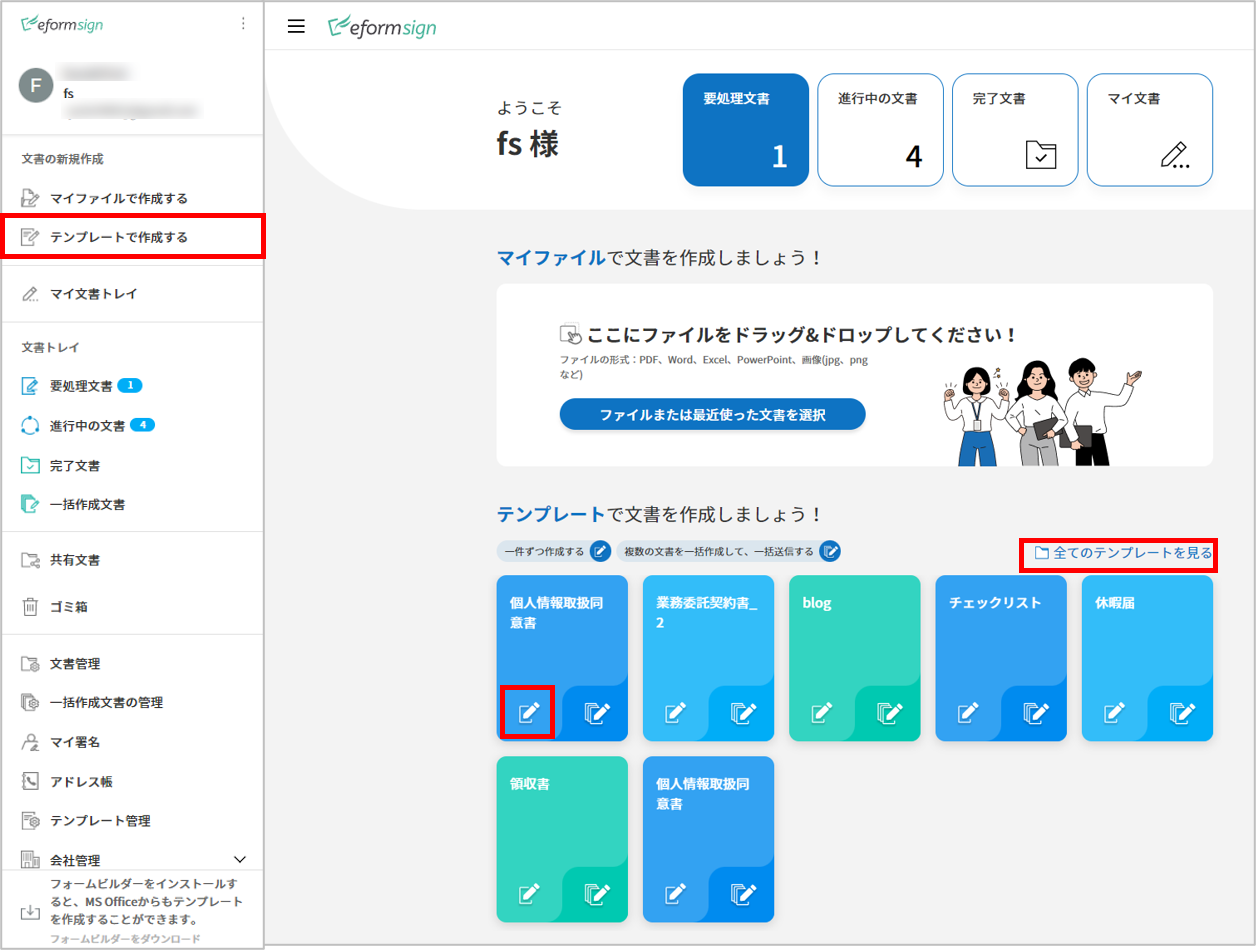 eformsign
F
fs
文書の新規作成
マイファイルで作成する
テンプレートで作成する
マイ文書トレイ
文書トレイ
要処理文書 1
進行中の文書 4
完了文書
一括作成文書
共有文書
ゴミ箱
文書管理
一括作成文書の管理
マイ署名
アドレス帳
テンプレート管理
会社管理
フォームビルダーをインストールす
ると、MS Officeからもテンプレート
を作成することができます。
フォームビルダーをダウンロード
eformsign
ようこそ
fs 様
要処理文書
1
進行中の文書
4
完了文書
マイ文書
マイファイルで文書を作成しましょう！
ここにファイルをドラッグ&ドロップしてください！
ファイルの形式：PDF、Word、Excel、PowerPoint、画像(jpg、png
など)
ファイルまたは最近使った文書を選択
テンプレートで文書を作成しましょう！
一件ずつ作成する
複数の文書を一括作成して、一括送信する
全てのテンプレートを見る
個人情報取扱同
意書
業務委託契約書_
2
blog
チェックリスト
休暇届
領収書
個人情報取扱同
意書